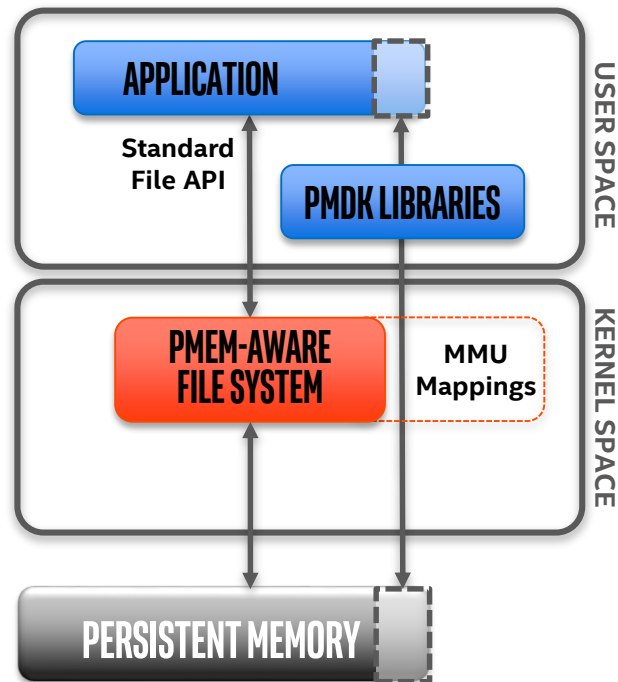 APPLICATION
Standard
File API
PMDK LIBRARIES
USER SPACE
PMEM-AWARE
FILE SYSTEM
MMU
Mappings
KERNEL SPACE
PERSISTENT MEMORY